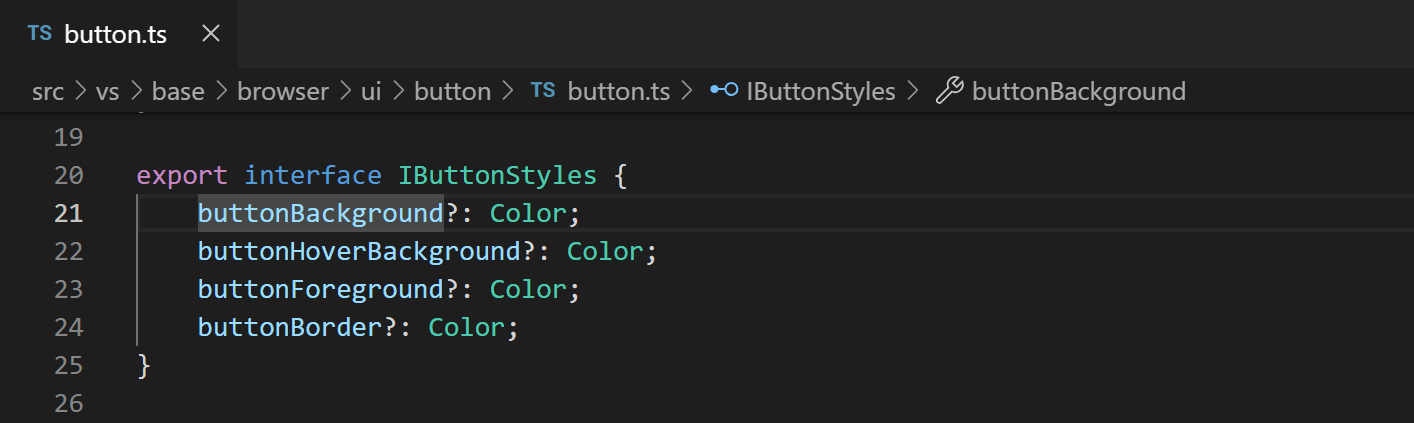 TS button.ts
src > vs > base > browser > ui > button > TS button.ts > IButtonStyles > buttonBackground
19
20 export interface IButtonStyles {
21 buttonBackground?: Color;
22 buttonHoverBackground?: Color;
23 buttonForeground?: Color;
24 buttonBorder?: Color;
25 }
26